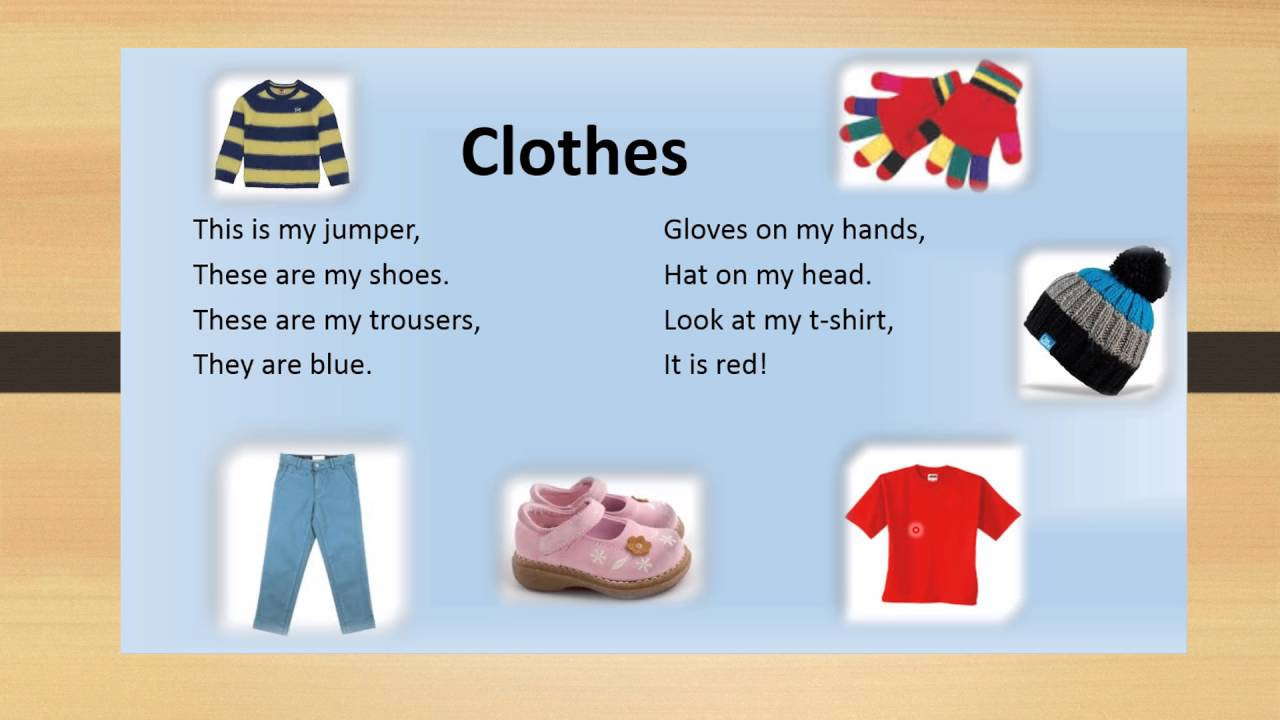 Clothes
This is my jumper,
These are my shoes.
These are my trousers,
They are blue.
Gloves on my hands,
Hat on my head.
Look at my t-shirt,
It is red!